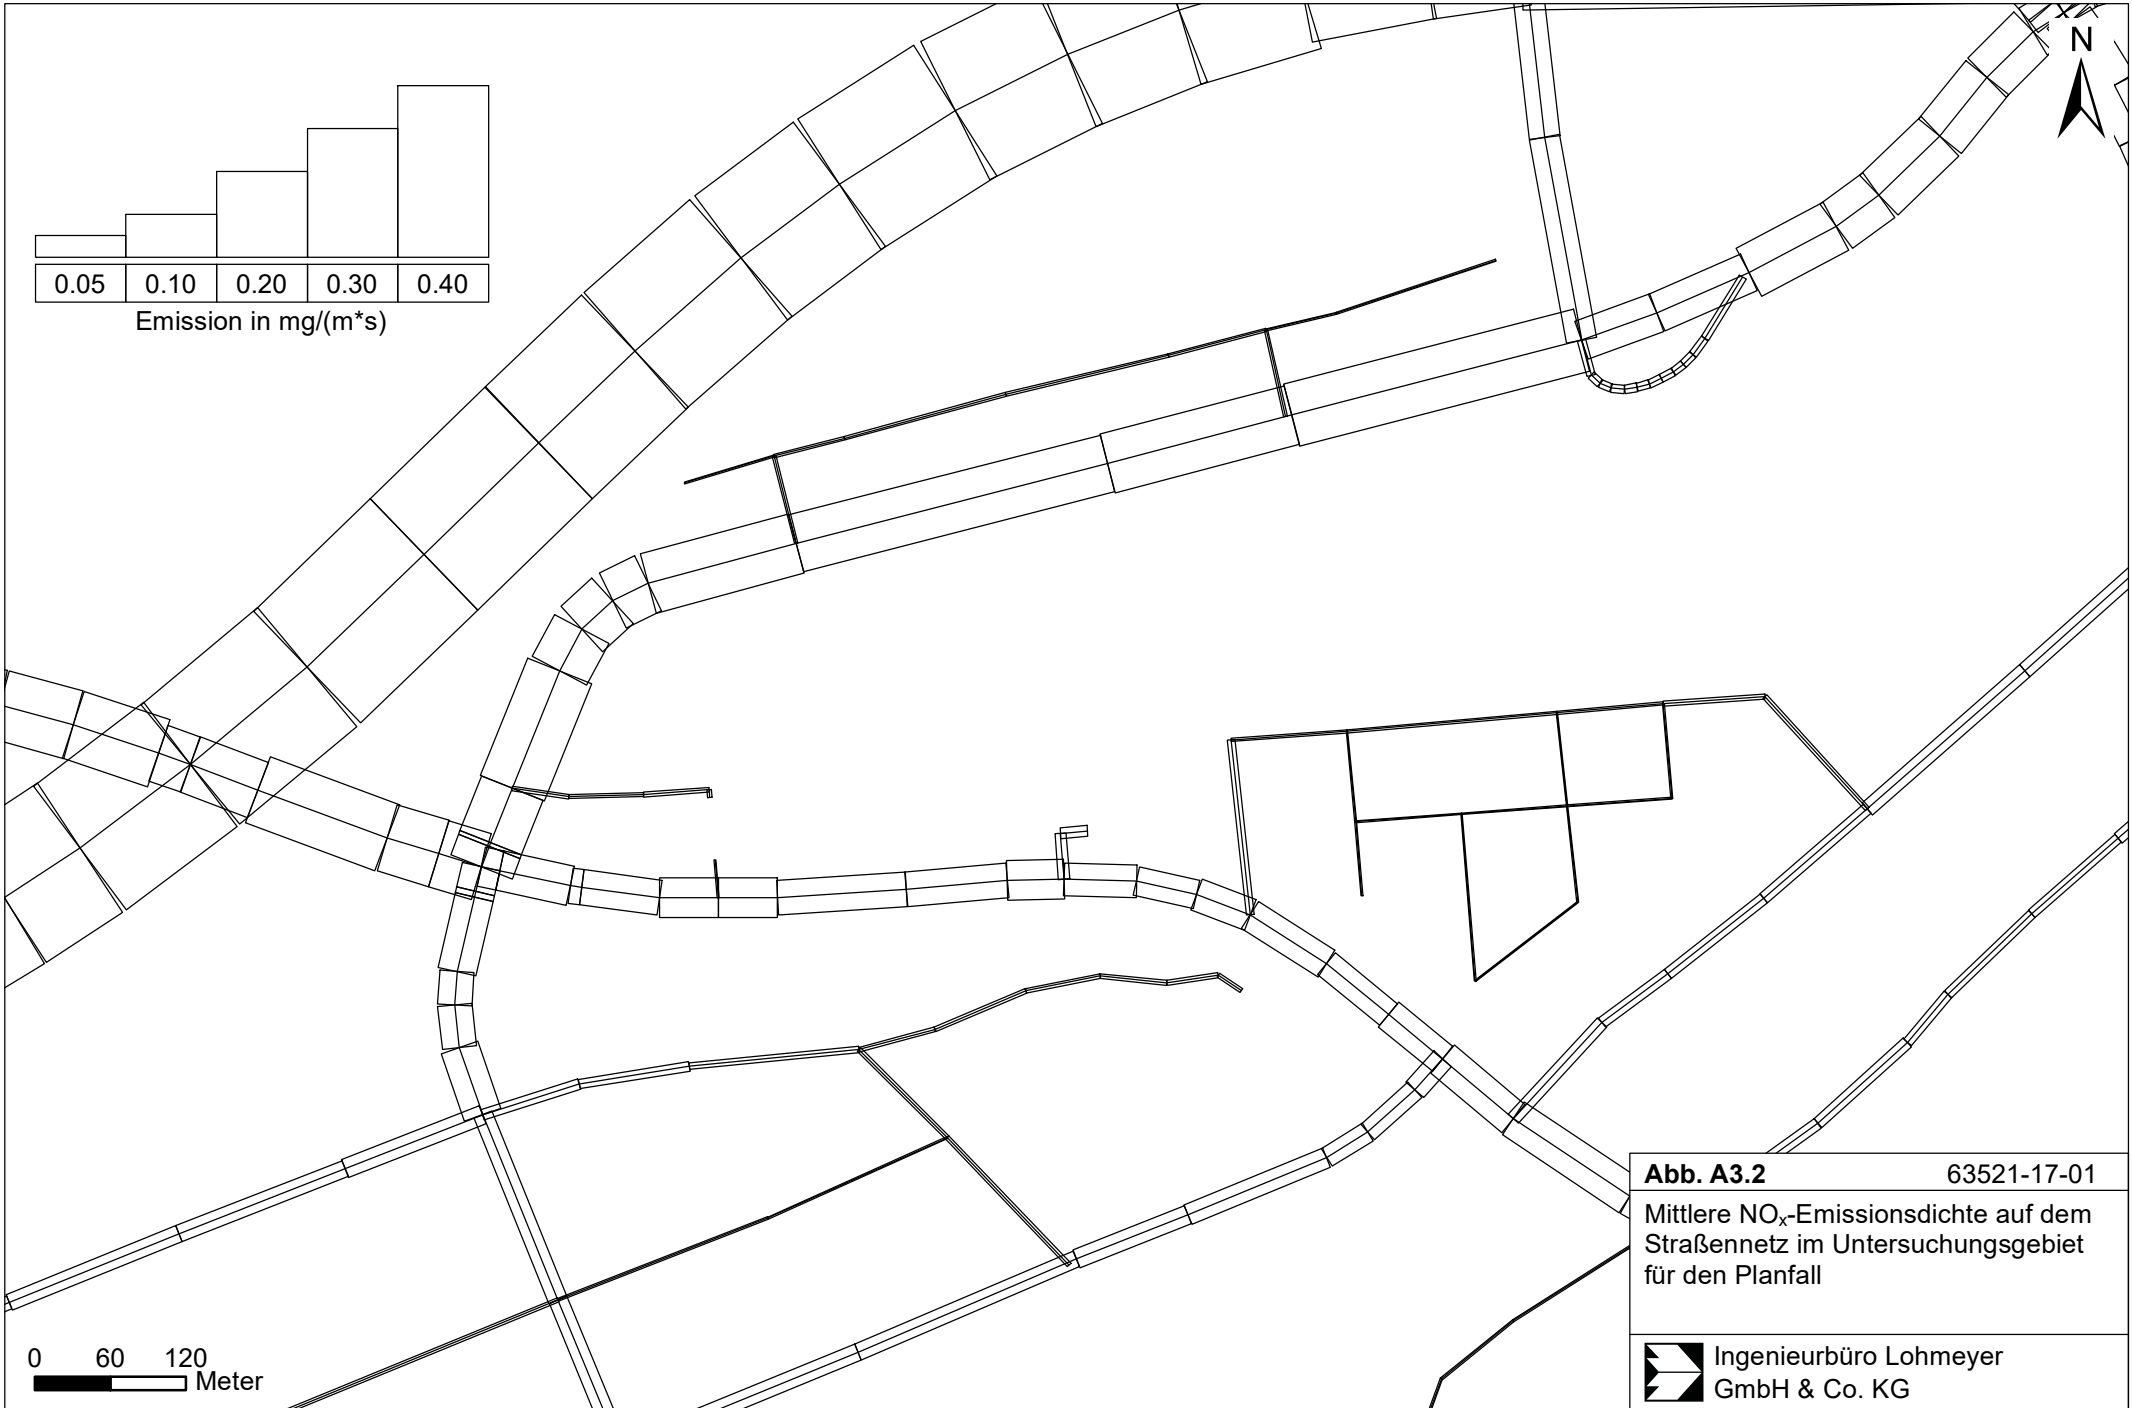 N
0.05 0.10 0.20 0.30 0.40
Emission in mg/(m*s)
0 60 120
Meter
Abb. A3.2 63521-17-01
Mittlere NOₓ-Emissionsdichte auf dem
Straßennetz im Untersuchungsgebiet
für den Planfall
Ingenieurbüro Lohmeyer
GmbH & Co. KG